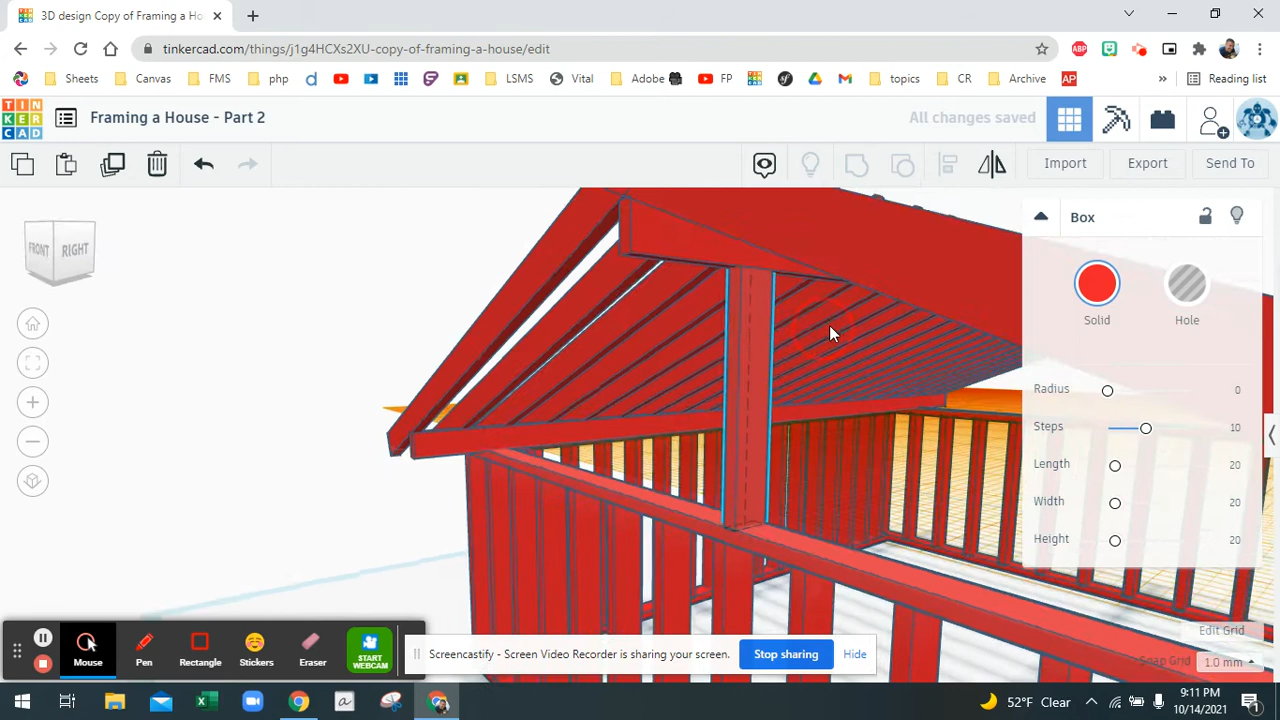 3D design Copy of Framing a Ho
tinkercad.com/things/j1g4HCXs2XU-copy-of-framing-a-house/edit
ABP
Sheets Canvas FMS php LSMS Vital Adobe FP topics CR Archive AP » Reading list
TIN
KER
CAD
Framing a House - Part 2
All changes saved
Import Export Send To
FRONT RIGHT
Box
Solid Hole
Radius 0
Steps 10
Length 20
Width 20
Height 20
Edit Grid
Snap Grid 1.0 mm
Mouse Pen Rectangle Stickers Eraser START WEBCAM
Screencastify - Screen Video Recorder is sharing your screen. Stop sharing Hide
52°F Clear
9:11 PM
10/14/2021
1